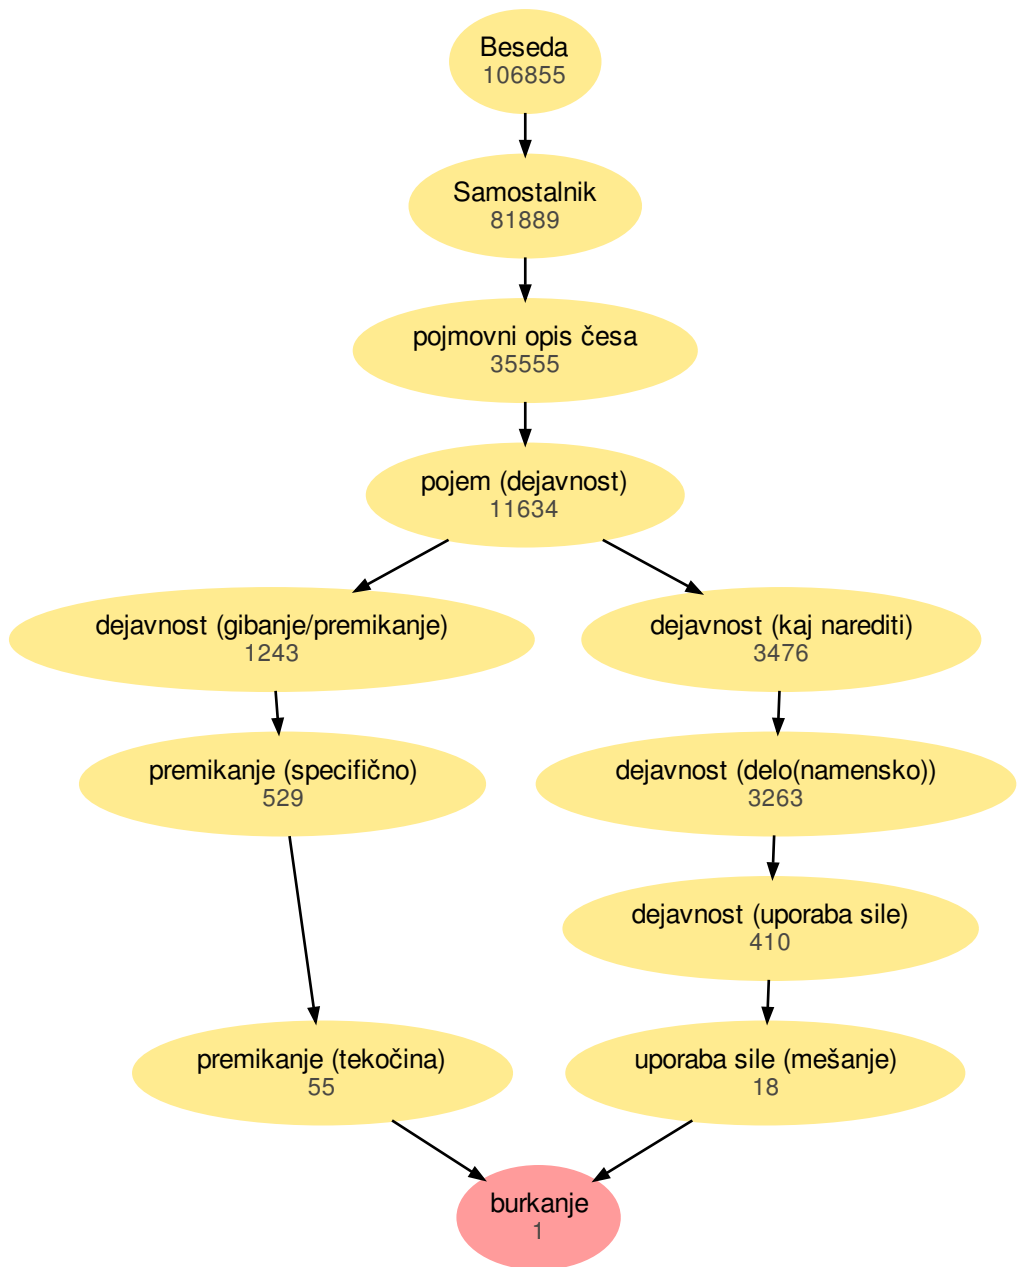 Beseda
106855
Samostalnik
81889
pojmovni opis česa
35555
pojem (dejavnost)
11634
dejavnost (gibanje/premikanje)
1243
dejavnost (kaj narediti)
3476
premikanje (specifično)
529
dejavnost (delo(namensko))
3263
dejavnost (uporaba sile)
410
premikanje (tekočina)
55
uporaba sile (mešanje)
18
burkanje
1